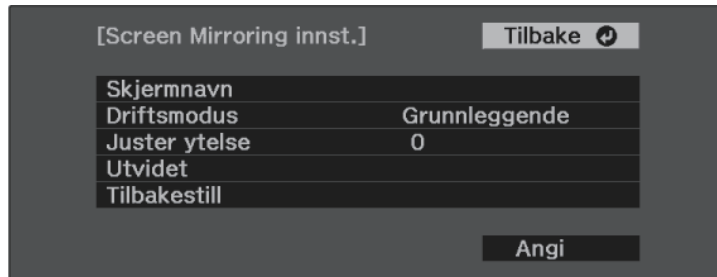 [Screen Mirroring innst.] Tilbake
Skjermnavn
Driftsmodus Grunnleggende
Juster ytelse 0
Utvidet
Tilbakestill
Angi